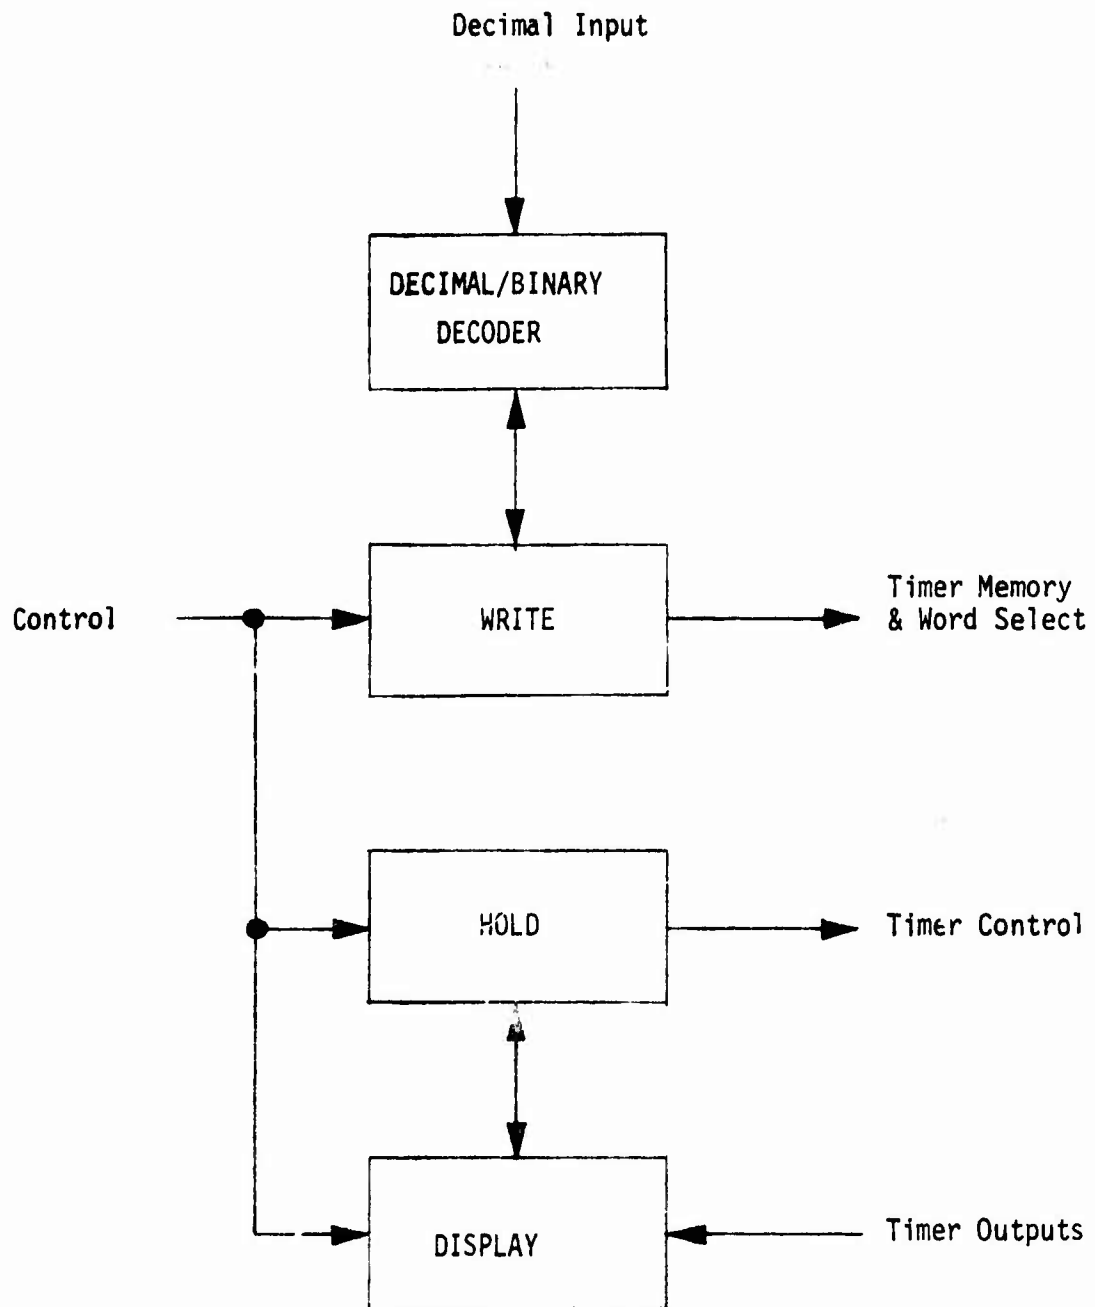 Decimal Input
DECIMAL/BINARY
DECODER
Control
WRITE
Timer Memory
& Word Select
HOLD
Timer Control
DISPLAY
Timer Outputs